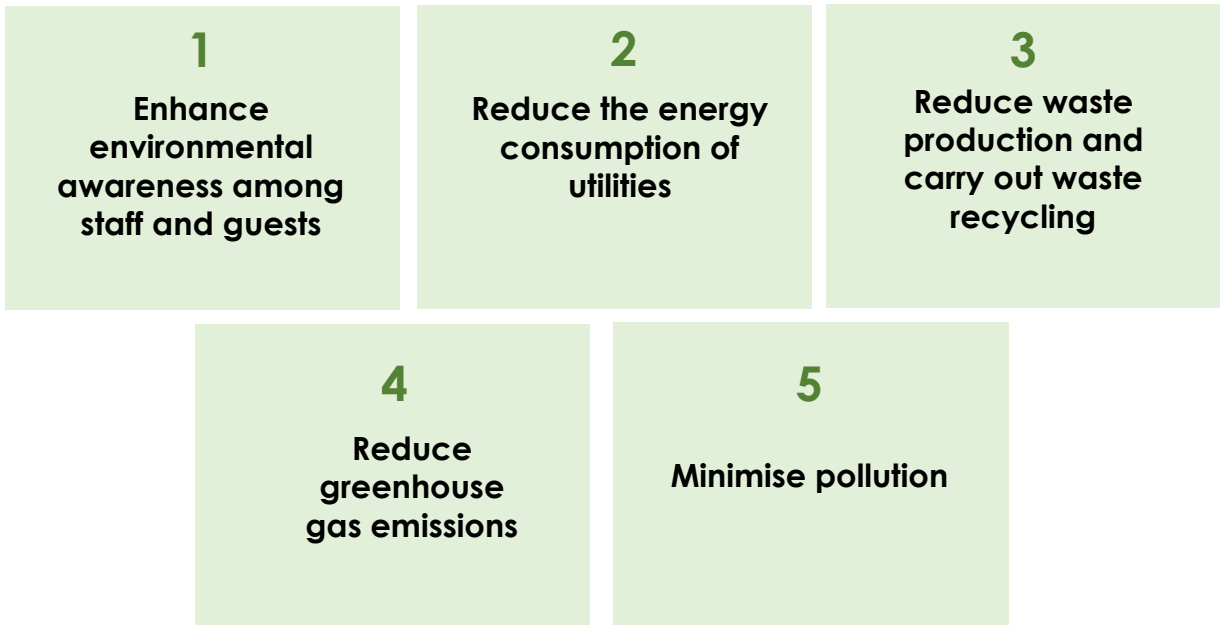 1
Enhance
environmental
awareness among
staff and guests
2
Reduce the energy
consumption of
utilities
3
Reduce waste
production and
carry out waste
recycling
4
Reduce
greenhouse
gas emissions
5
Minimise pollution